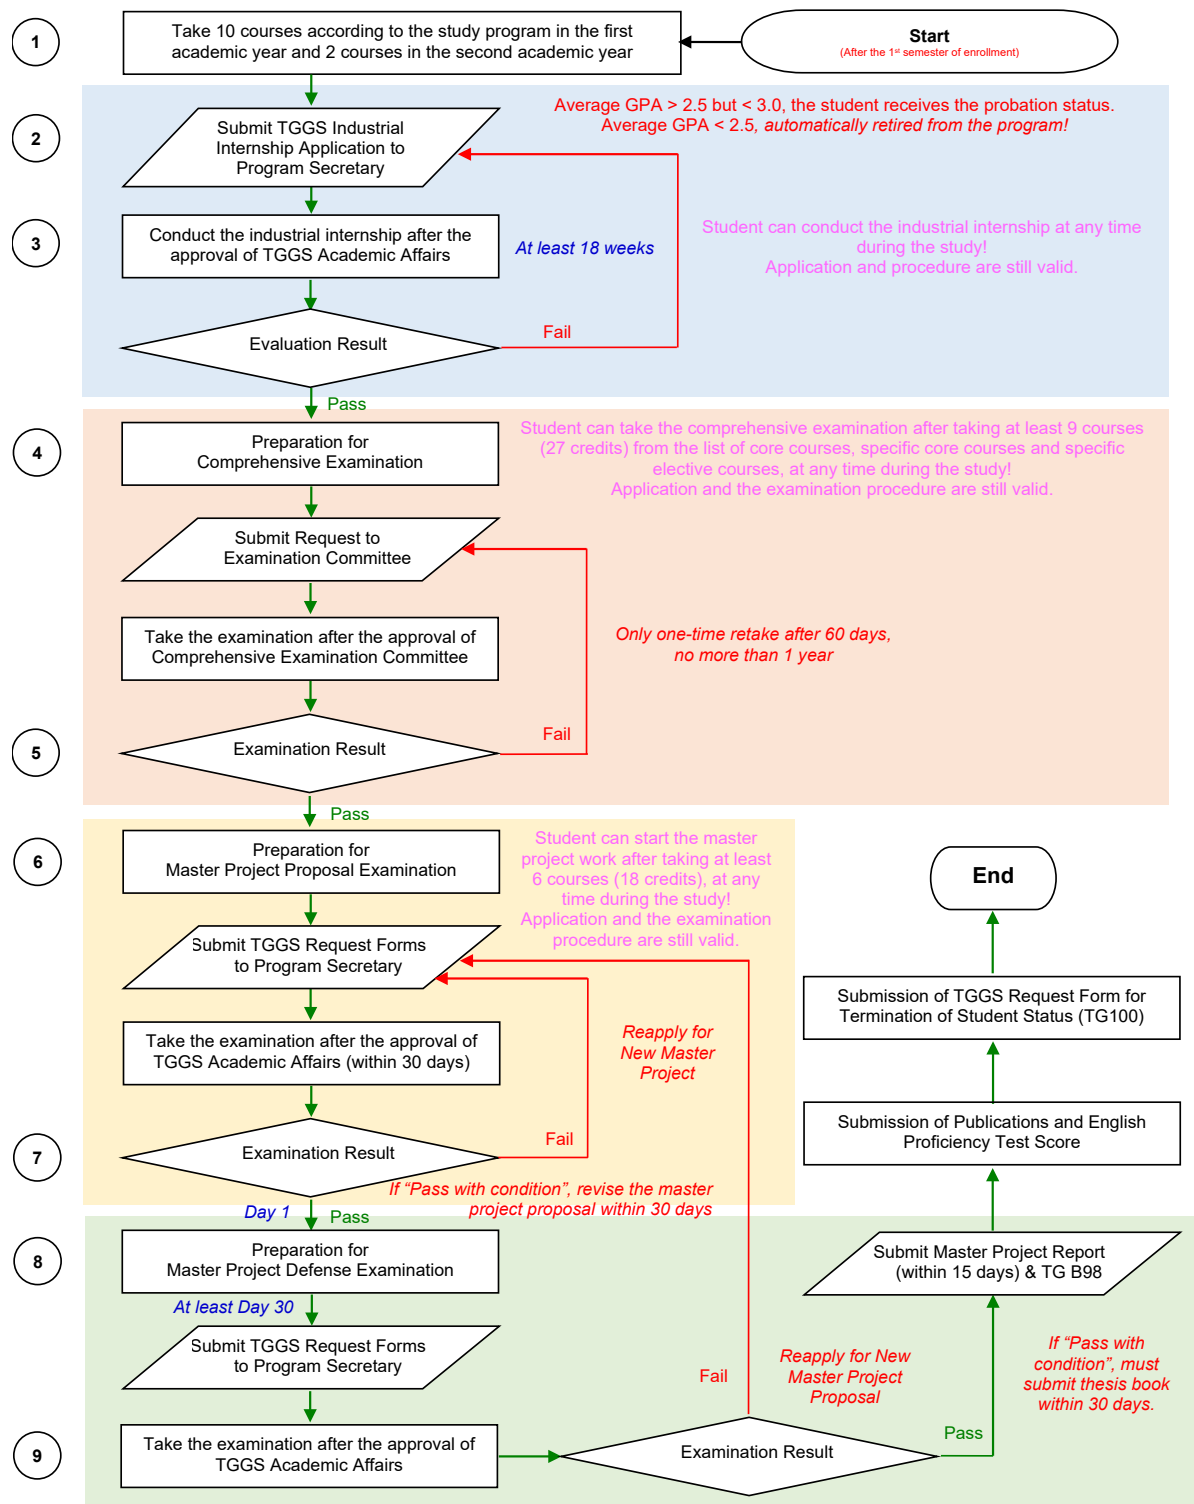 1
Take 10 courses according to the study program in the first
academic year and 2 courses in the second academic year
Start
(After the 1st semester of enrollment)
Average GPA > 2.5 but < 3.0, the student receives the probation status.
Average GPA < 2.5, automatically retired from the program!
2
Submit TGGS Industrial
Internship Application to
Program Secretary
3
Conduct the industrial internship after the
approval of TGGS Academic Affairs
At least 18 weeks
Student can conduct the industrial internship at any time
during the study!
Application and procedure are still valid.
Evaluation Result
Fail
Pass
4
Preparation for
Comprehensive Examination
Student can take the comprehensive examination after taking at least 9 courses
(27 credits) from the list of core courses, specific core courses and specific
elective courses, at any time during the study!
Application and the examination procedure are still valid.
Submit Request to
Examination Committee
Take the examination after the approval of
Comprehensive Examination Committee
Only one-time retake after 60 days,
no more than 1 year
5
Examination Result
Fail
Pass
6
Preparation for
Master Project Proposal Examination
Student can start the master
project work after taking at least
6 courses (18 credits), at any
time during the study!
Application and the examination
procedure are still valid.
Submit TGGS Request Forms
to Program Secretary
Take the examination after the approval of
TGGS Academic Affairs (within 30 days)
Reapply for
New Master
Project
7
Examination Result
Fail
If “Pass with condition”, revise the master
project proposal within 30 days
Day 1
Pass
8
Preparation for
Master Project Defense Examination
At least Day 30
Submit TGGS Request Forms
to Program Secretary
9
Take the examination after the approval of
TGGS Academic Affairs
Examination Result
Fail
Reapply for New
Master Project
Proposal
Pass
If “Pass with
condition”, must
submit thesis book
within 30 days.
Submit Master Project Report
(within 15 days) & TG B98
Submission of Publications and English
Proficiency Test Score
Submission of TGGS Request Form for
Termination of Student Status (TG100)
End